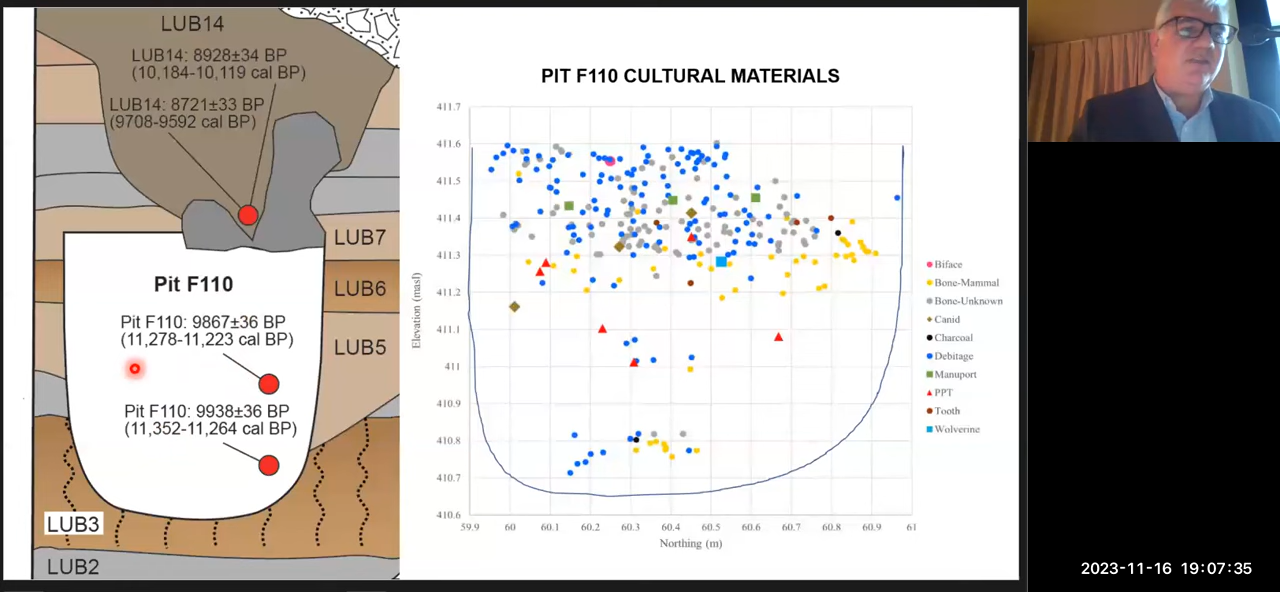 LUB14
LUB14: 8928±34 BP
(10,184-10,119 cal BP)
LUB14: 8721±33 BP
(9708-9592 cal BP)
LUB7
Pit F110
LUB6
Pit F110: 9867±36 BP
(11,278-11,223 cal BP)
LUB5
Pit F110: 9938±36 BP
(11,352-11,264 cal BP)
LUB3
LUB2
PIT F110 CULTURAL MATERIALS
Elevation (masl)
411.7
411.6
411.5
411.4
411.3
411.2
411.1
411
410.9
410.8
410.7
410.6
59.9 60 60.1 60.2 60.3 60.4 60.5 60.6 60.7 60.8 60.9 61
Northing (m)
Biface
Bone-Mammal
Bone-Unknown
Canid
Charcoal
Debitage
Manuport
PPT
Tooth
Wolverine
2023-11-16 19:07:35